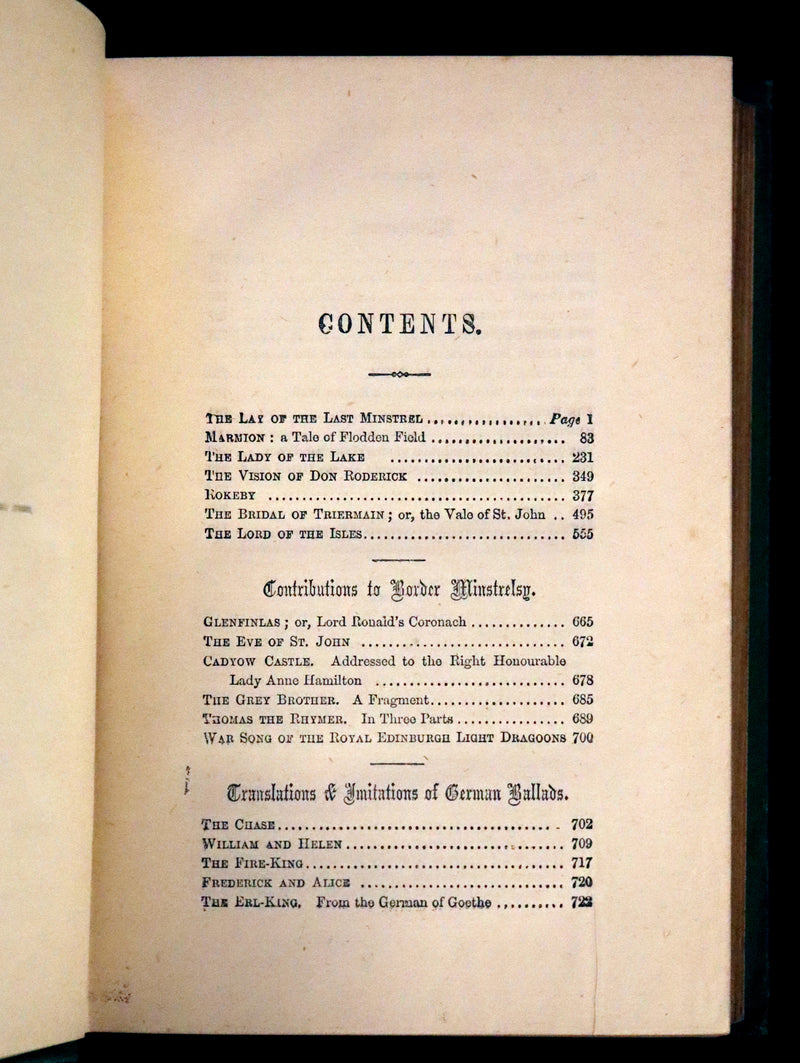 CONTENTS.
THE LAY OF THE LAST MINSTREL ................. Page 1
MARMION: a Tale of Flodden Field .................... 83
THE LADY OF THE LAKE .......................... 231
THE VISION OF DON RODERICK ...................... 349
ROKEBY ............................................ 377
THE BRIDAL OF TRIERMAIN; or, the Vale of St. John .. 495
THE LORD OF THE ISLES.............................. 555
Contributions to Border Minstrelsy.
GLENFINLAS; or, Lord Ronald's Coronach .............. 665
THE EVE OF ST. JOHN ............................... 672
CADYOW CASTLE. Addressed to the Right Honourable
Lady Anne Hamilton ............................ 678
THE GREY BROTHER. A Fragment.................... 685
THOMAS THE RHYMER. In Three Parts ................ 689
WAR SONG OF THE ROYAL EDINBURGH LIGHT DRAGOONS 700
Translations & Imitations of German Ballads.
THE CHASE......................................... 702
WILLIAM AND HELEN ................................. 709
THE FIRE-KING....................................... 717
FREDERICK AND ALICE .............................. 720
THE ERL-KING. From the German of Goethe .......... 722